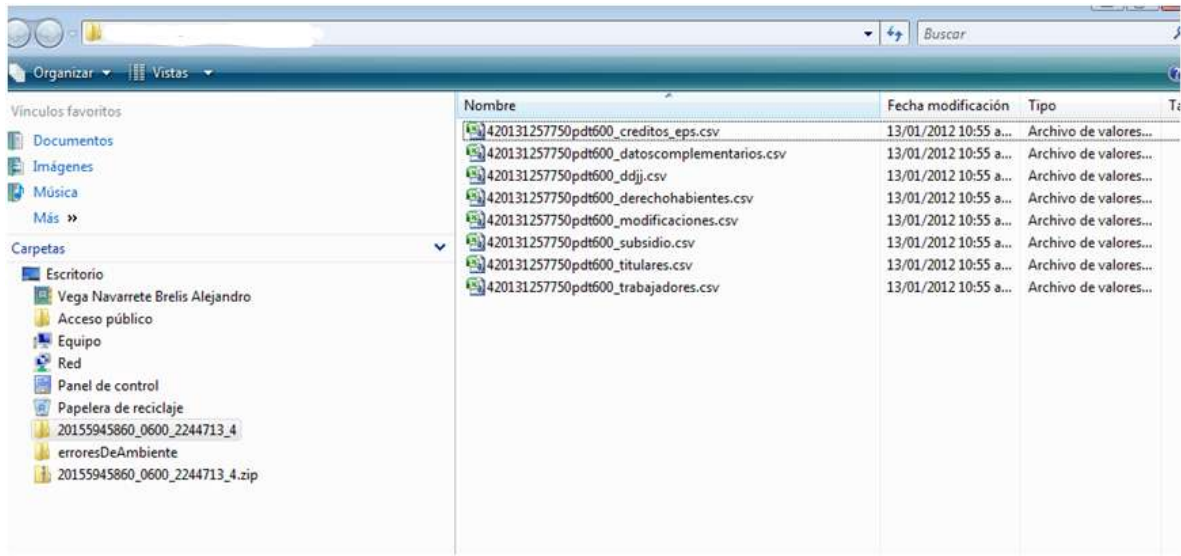 Buscar
Organizar Vistas
Vínculos favoritos
Documentos
Imágenes
Música
Más »
Carpetas
Escritorio
Vega Navarrete Brelis Alejandro
Acceso público
Equipo
Red
Panel de control
Papelera de reciclaje
20155945860_0600_2244713_4
erroresDeAmbiente
20155945860_0600_2244713_4.zip
Nombre Fecha modificación Tipo
420131257750pdt600_creditos_eps.csv 13/01/2012 10:55 a... Archivo de valores...
420131257750pdt600_datoscomplementarios.csv 13/01/2012 10:55 a... Archivo de valores...
420131257750pdt600_ddjj.csv 13/01/2012 10:55 a... Archivo de valores...
420131257750pdt600_derechohabientes.csv 13/01/2012 10:55 a... Archivo de valores...
420131257750pdt600_modificaciones.csv 13/01/2012 10:55 a... Archivo de valores...
420131257750pdt600_subsidio.csv 13/01/2012 10:55 a... Archivo de valores...
420131257750pdt600_titulares.csv 13/01/2012 10:55 a... Archivo de valores...
420131257750pdt600_trabajadores.csv 13/01/2012 10:55 a... Archivo de valores...